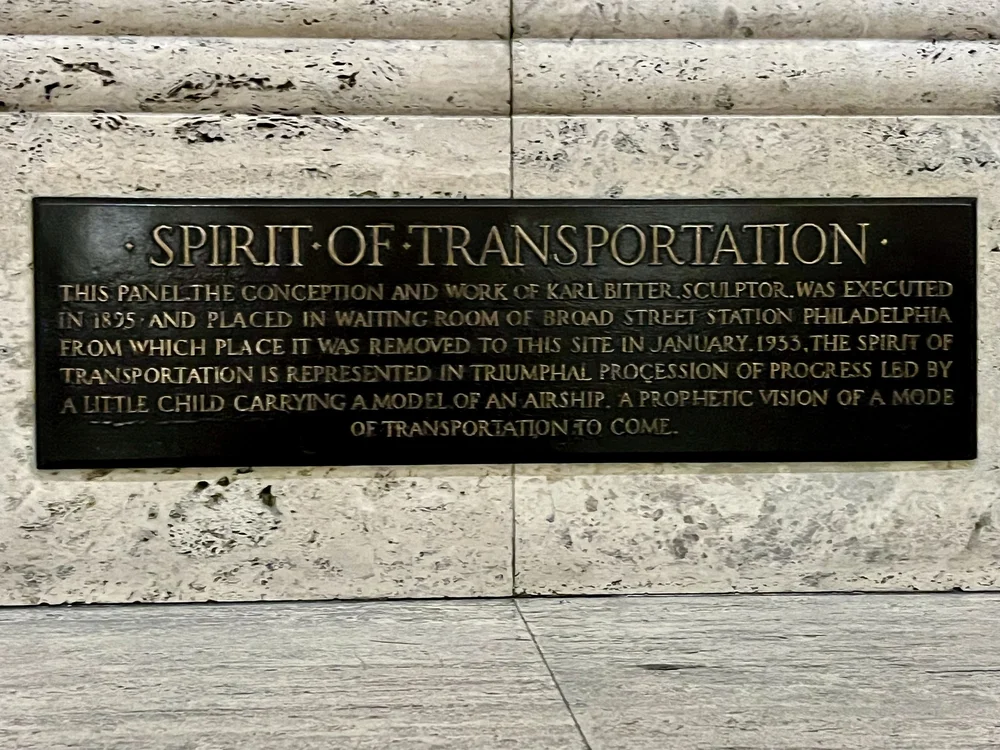 · SPIRIT · OF · TRANSPORTATION ·
THIS PANEL.THE CONCEPTION AND WORK OF KARL BITTER, SCULPTOR. WAS EXECUTED
IN 1895 · AND PLACED IN WAITING ROOM OF BROAD STREET STATION PHILADELPHIA
FROM WHICH PLACE IT WAS REMOVED TO THIS SITE IN JANUARY. 1933, THE SPIRIT OF
TRANSPORTATION IS REPRESENTED IN TRIUMPHAL PROCESSION OF PROGRESS LED BY
A LITTLE CHILD CARRYING A MODEL OF AN AIRSHIP. A PROPHETIC VISION OF A MODE
OF TRANSPORTATION TO COME.